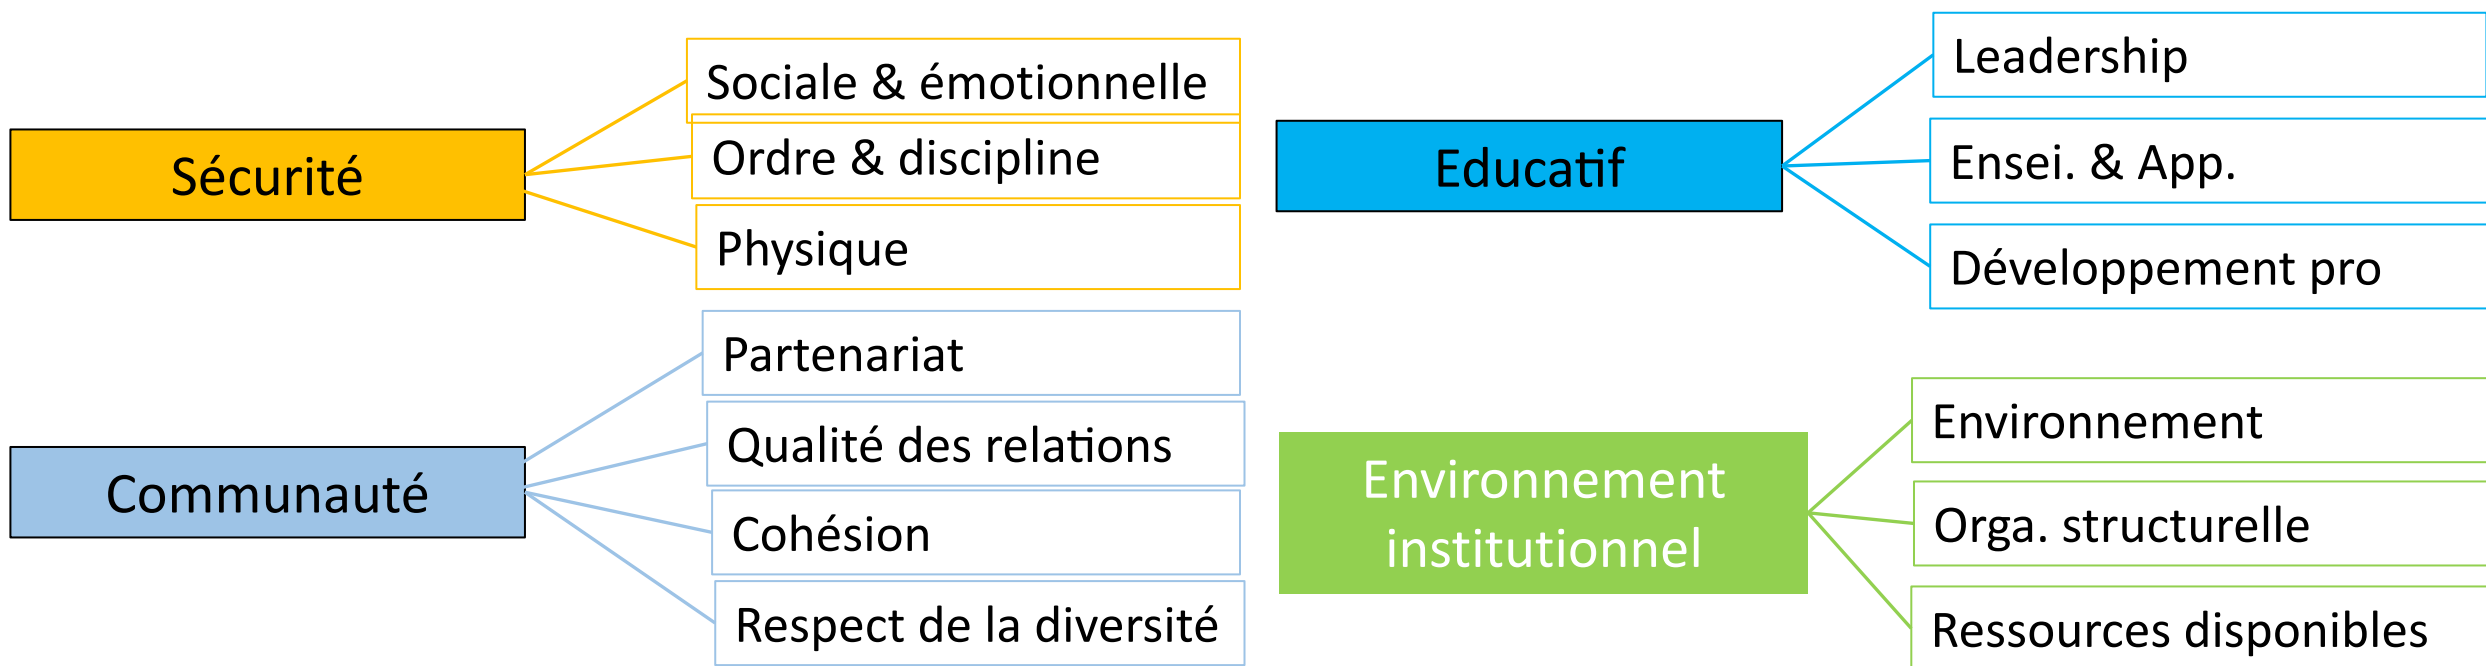 Sécurité
Sociale & émotionnelle
Ordre & discipline
Physique
Communauté
Partenariat
Qualité des relations
Cohésion
Respect de la diversité
Educatif
Leadership
Ensei. & App.
Développement pro
Environnement
institutionnel
Environnement
Orga. structurelle
Ressources disponibles